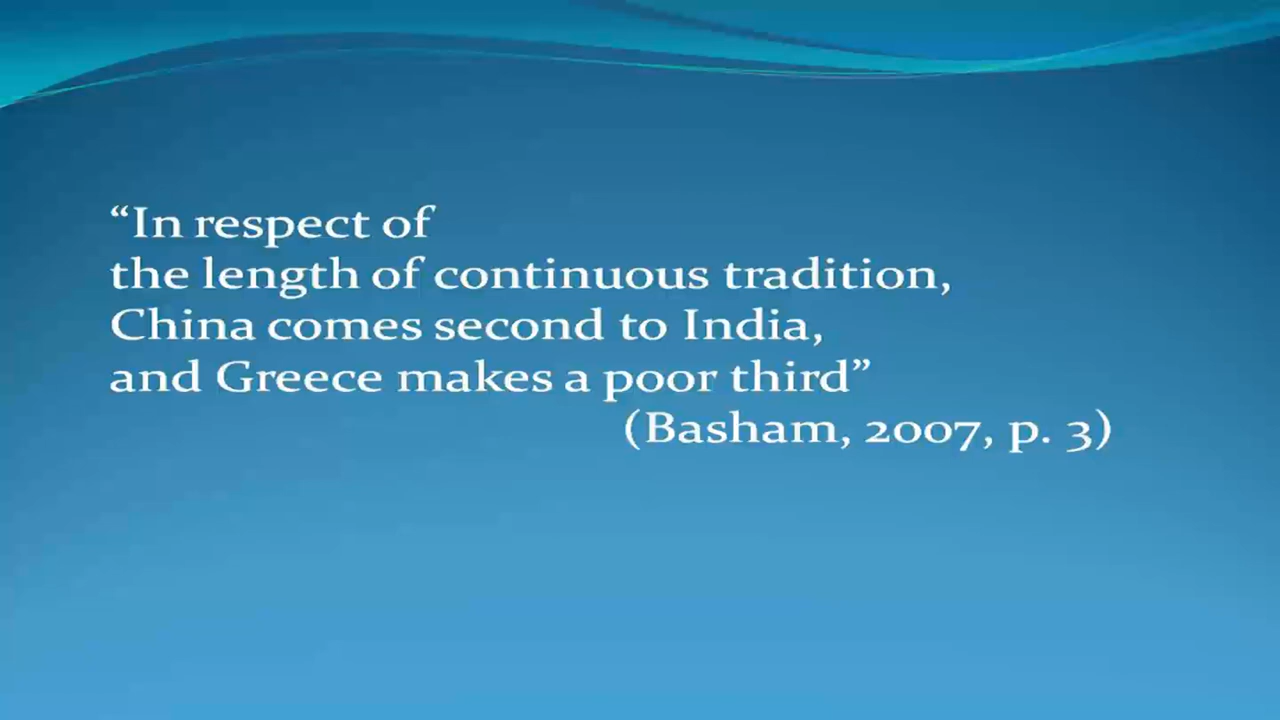 “In respect of
the length of continuous tradition,
China comes second to India,
and Greece makes a poor third”
(Basham, 2007, p. 3)